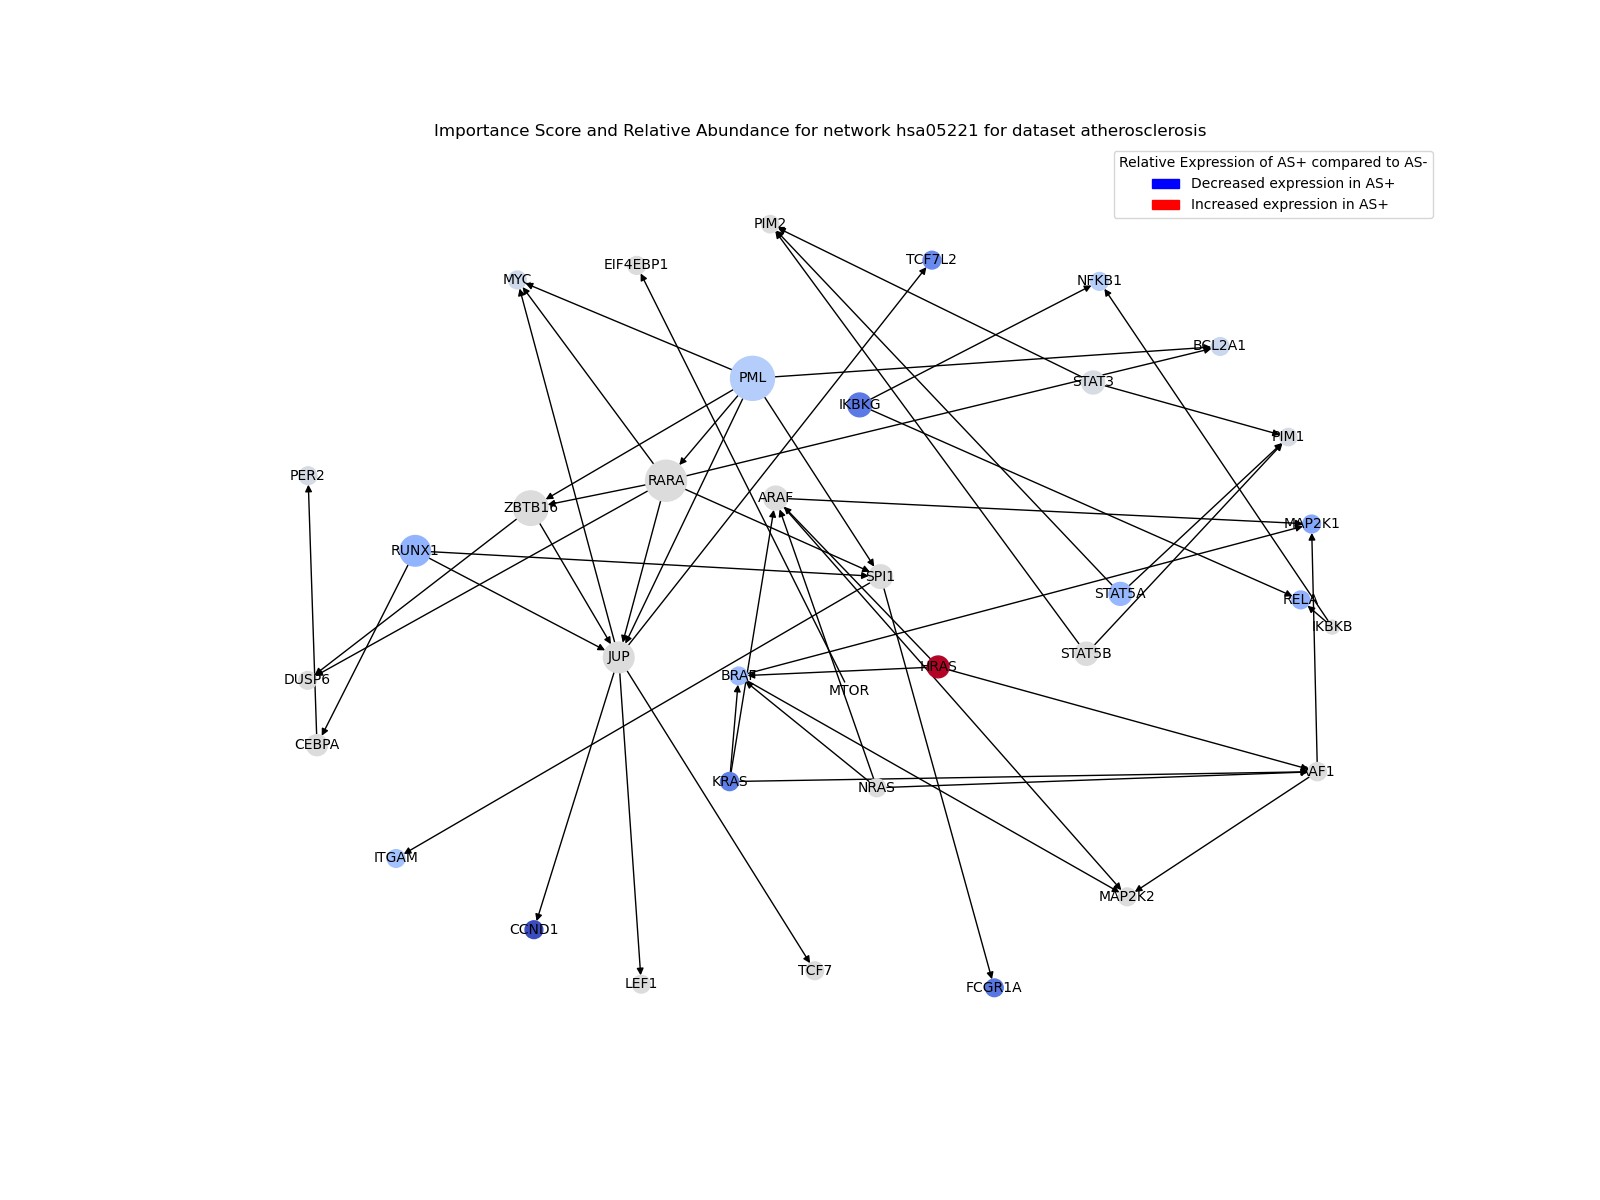 Importance Score and Relative Abundance for network hsa05221 for dataset atherosclerosis
Relative Expression of AS+ compared to AS-
Decreased expression in AS+
Increased expression in AS+
PIM2
TCF7L2
EIF4EBP1
MYC
NFKB1
BCL2A1
PML
STAT3
IKBKG
PIM1
PER2
RARA
ARAF
ZBTB16
MAP2K1
RUNX1
SPI1
STAT5A
RELA
IKBKB
STAT5B
JUP
HRAS
BRAF
DUSP6
MTOR
CEBPA
RAF1
KRAS
NRAS
ITGAM
MAP2K2
CCND1
TCF7
LEF1
FCGR1A